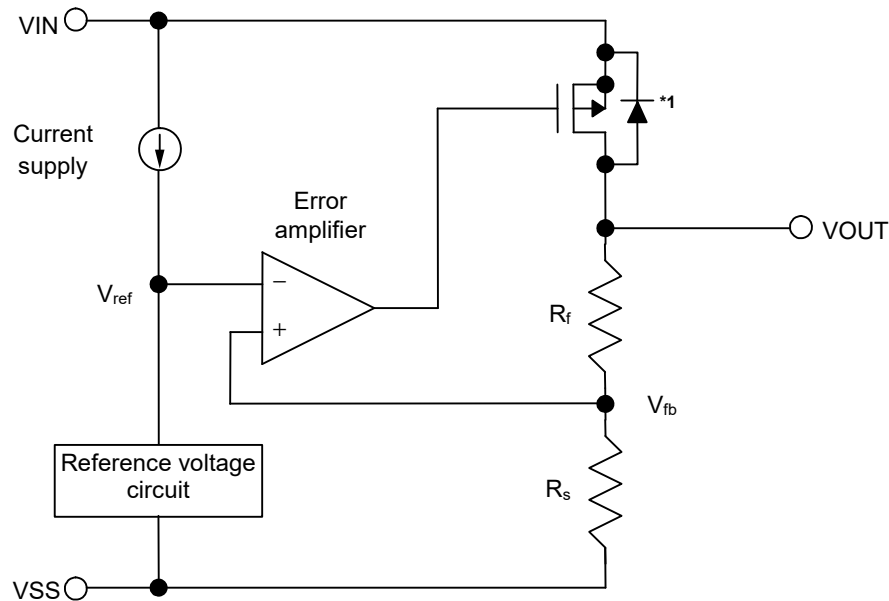 VIN
*1
Current
supply
Error
amplifier
VOUT
Vref
−
+
Rf
Vfb
Reference voltage
circuit
Rs
VSS